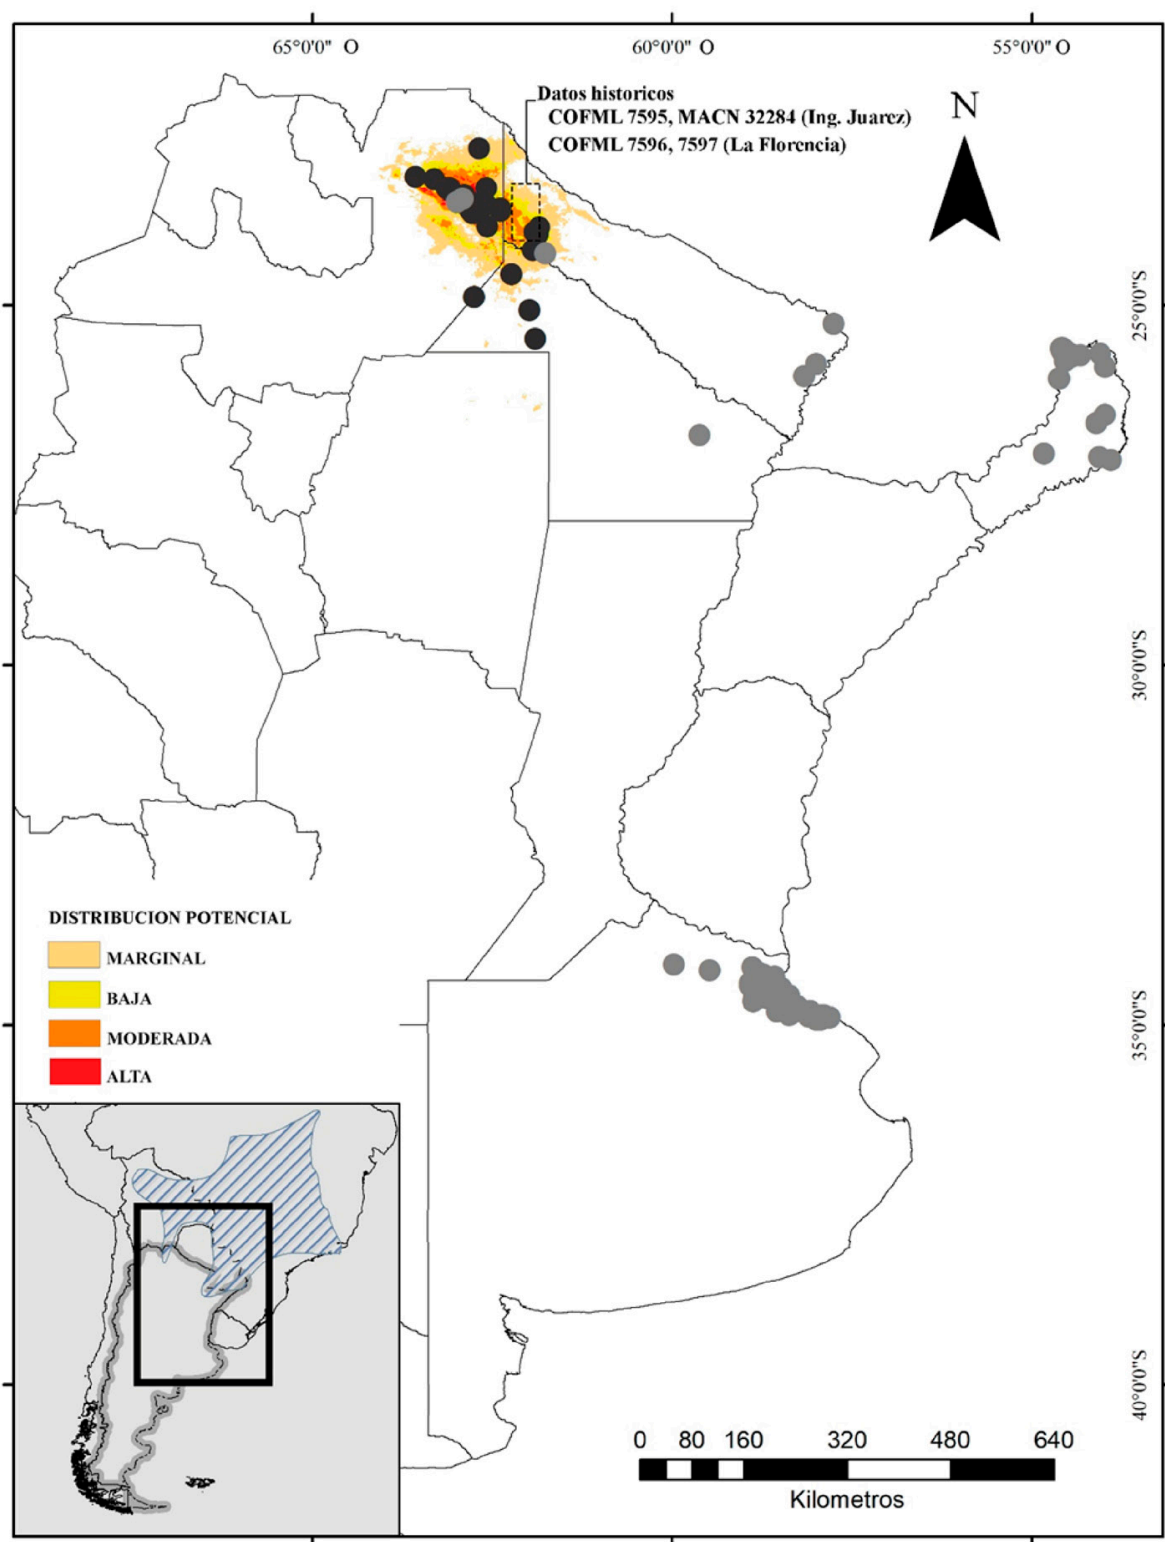 65°0'0" O
60°0'0" O
55°0'0" O
Datos historicos
COFML 7595, MACN 32284 (Ing. Juarez)
COFML 7596, 7597 (La Florencia)
N
25°0'0"S
30°0'0"S
35°0'0"S
40°0'0"S
DISTRIBUCION POTENCIAL
MARGINAL
BAJA
MODERADA
ALTA
0 80 160 320 480 640
Kilometros